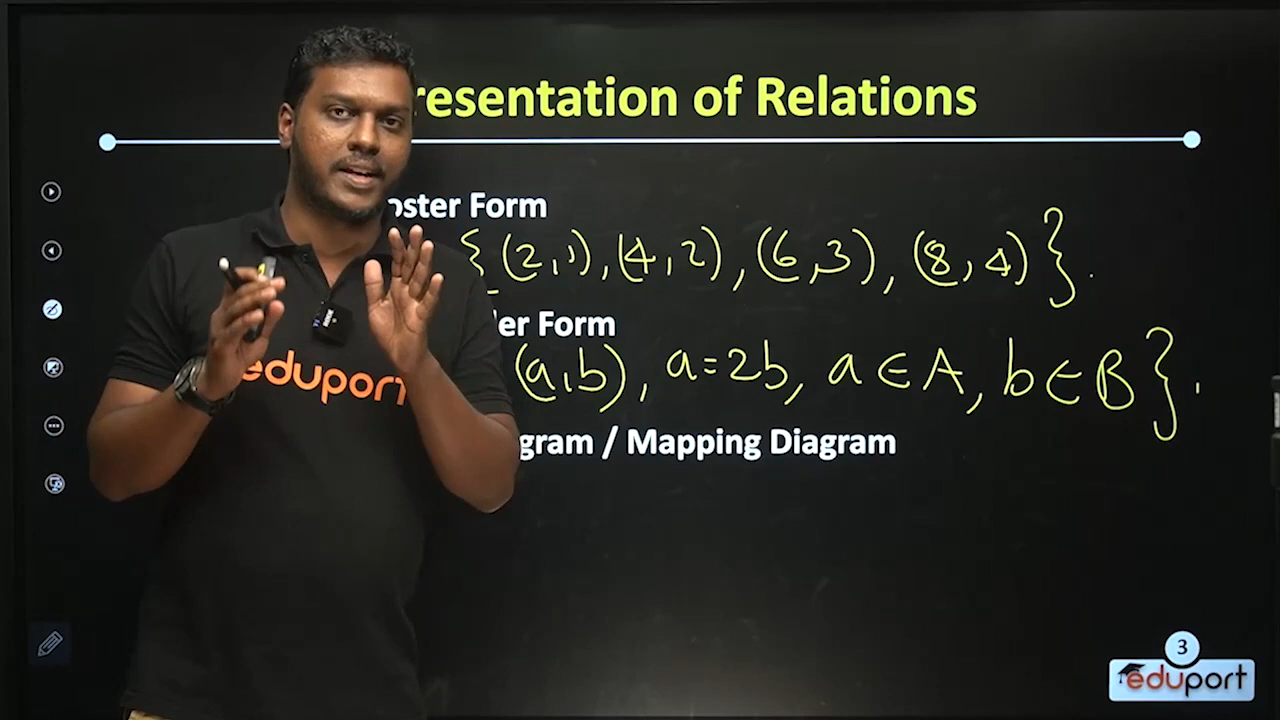 resentation of Relations
oster Form
{(2,1),(4,2),(6,3),(8,4)}.
ler Form
(a,b), a=2b, a∈A, b∈B}.
gram / Mapping Diagram
eduport
3
eduport